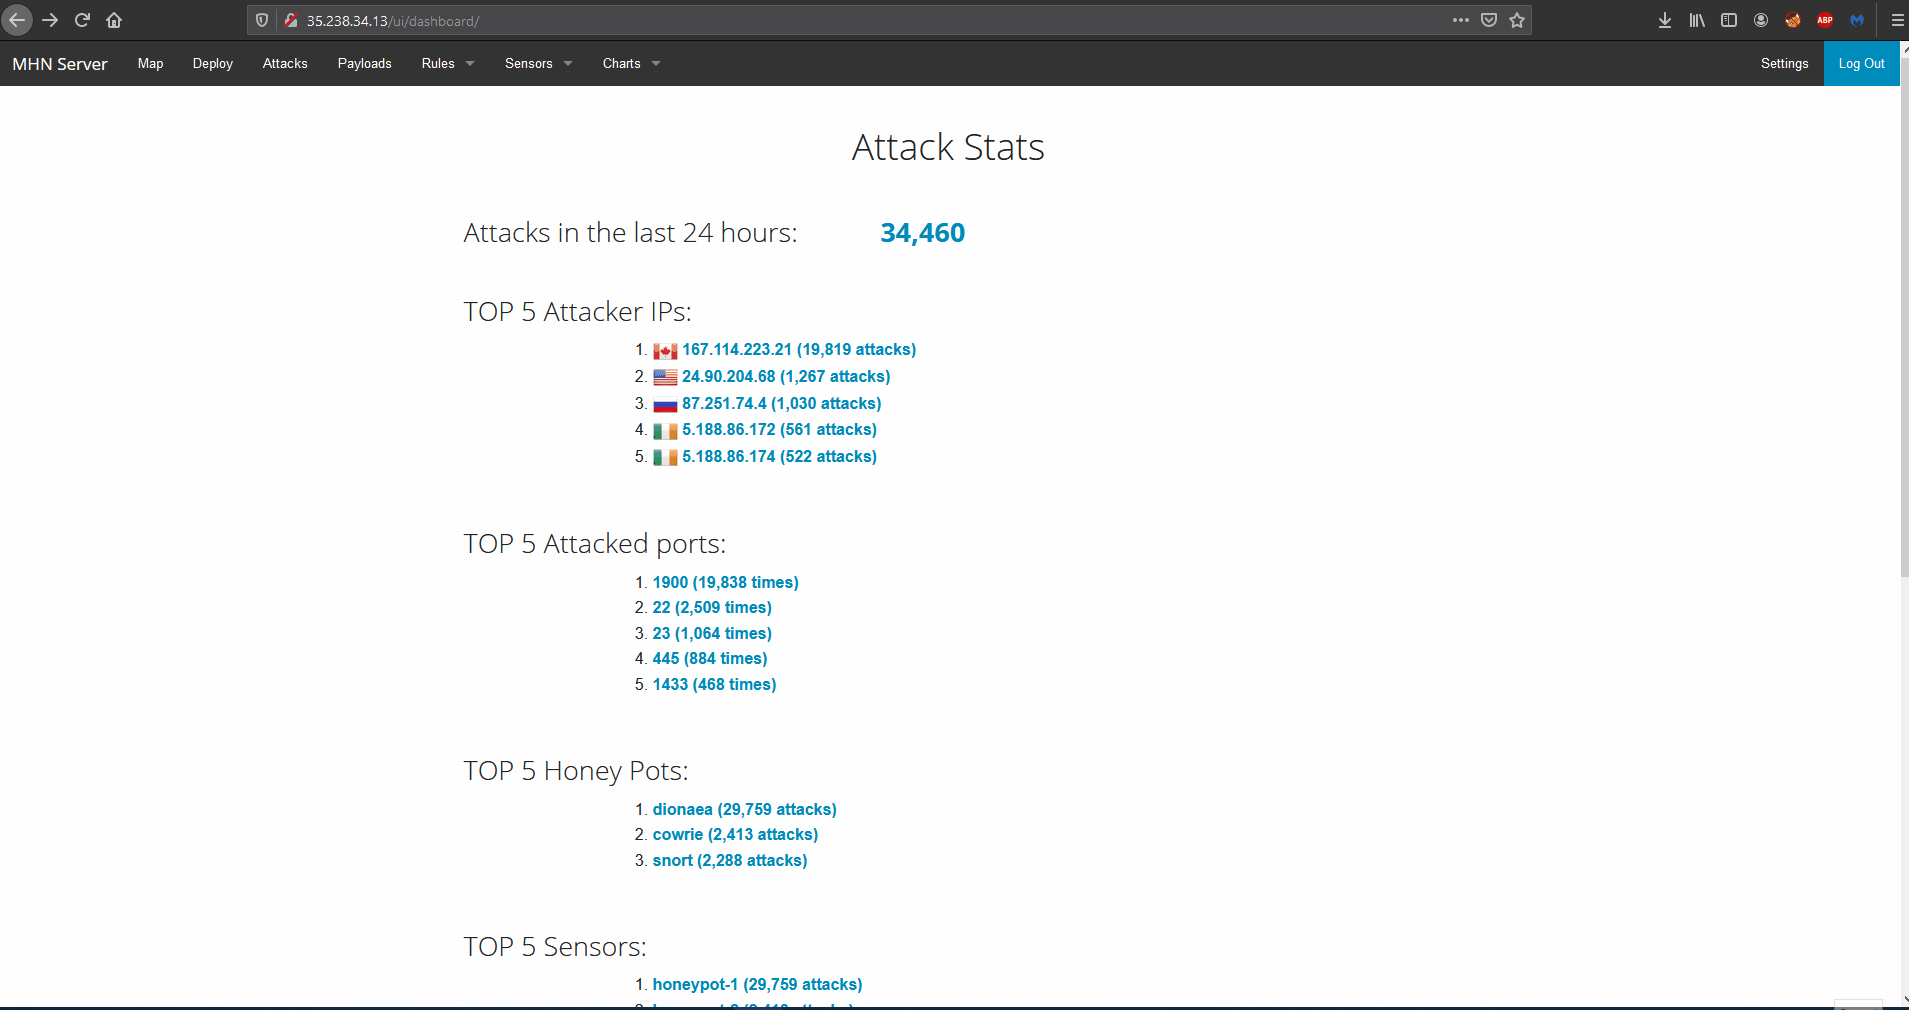 35.238.34.13/ui/dashboard/
ABP
MHN Server Map Deploy Attacks Payloads Rules Sensors Charts Settings Log Out
Attack Stats
Attacks in the last 24 hours: 34,460
TOP 5 Attacker IPs:
1. 167.114.223.21 (19,819 attacks)
2. 24.90.204.68 (1,267 attacks)
3. 87.251.74.4 (1,030 attacks)
4. 5.188.86.172 (561 attacks)
5. 5.188.86.174 (522 attacks)
TOP 5 Attacked ports:
1. 1900 (19,838 times)
2. 22 (2,509 times)
3. 23 (1,064 times)
4. 445 (884 times)
5. 1433 (468 times)
TOP 5 Honey Pots:
1. dionaea (29,759 attacks)
2. cowrie (2,413 attacks)
3. snort (2,288 attacks)
TOP 5 Sensors:
1. honeypot-1 (29,759 attacks)